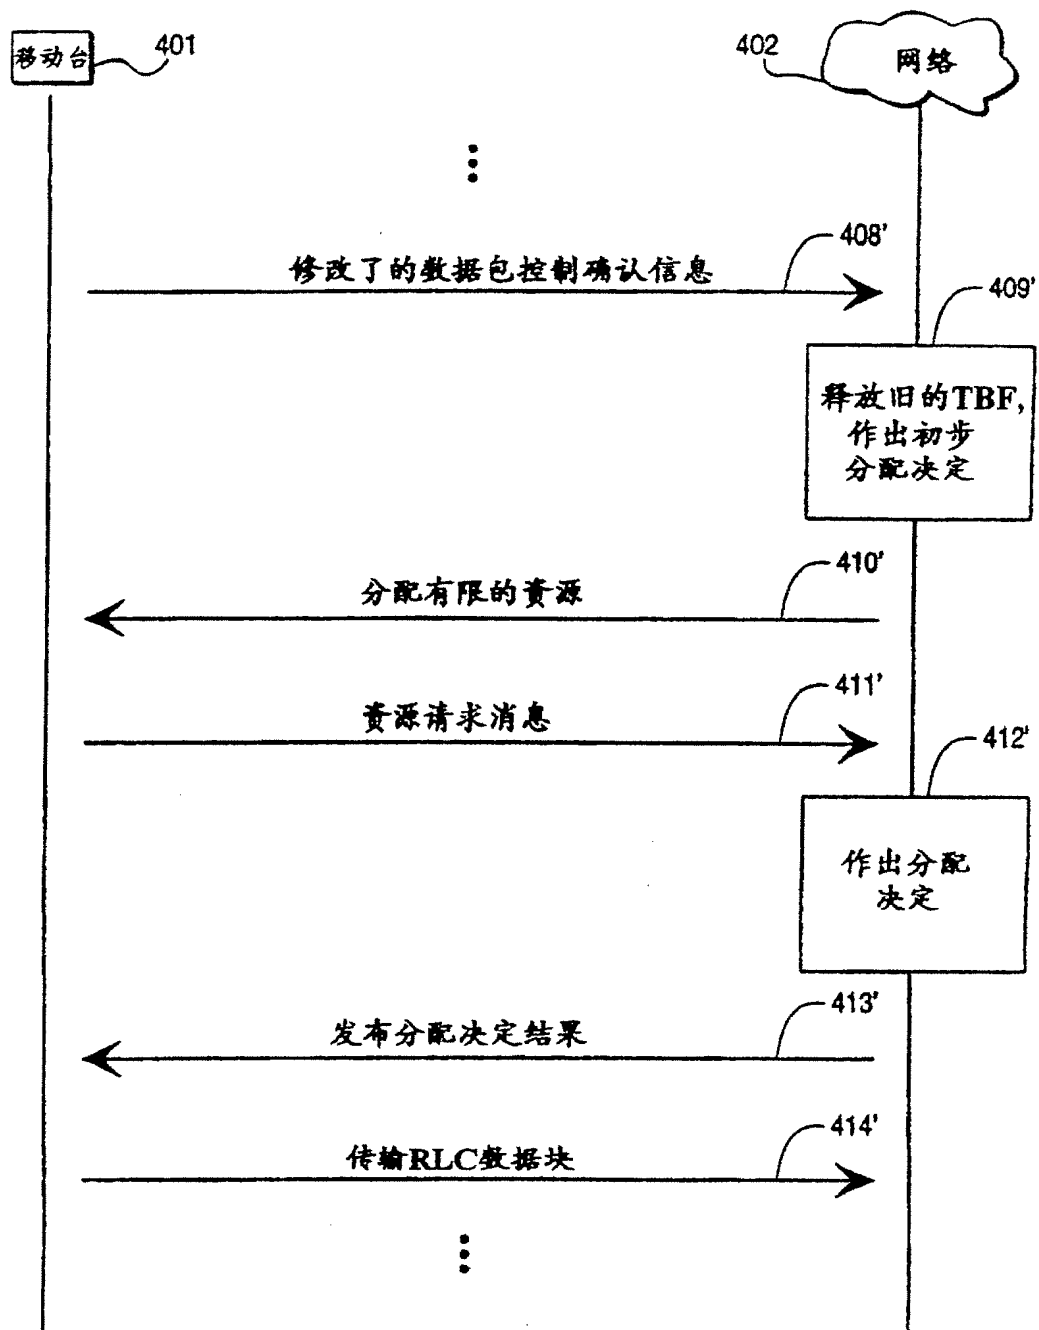 移动台
401
402
网络
408'
修改了的数据包控制确认信息
409'
释放旧的TBF,
作出初步
分配决定
410'
分配有限的资源
411'
资源请求消息
412'
作出分配
决定
413'
发布分配决定结果
414'
传输RLC数据块